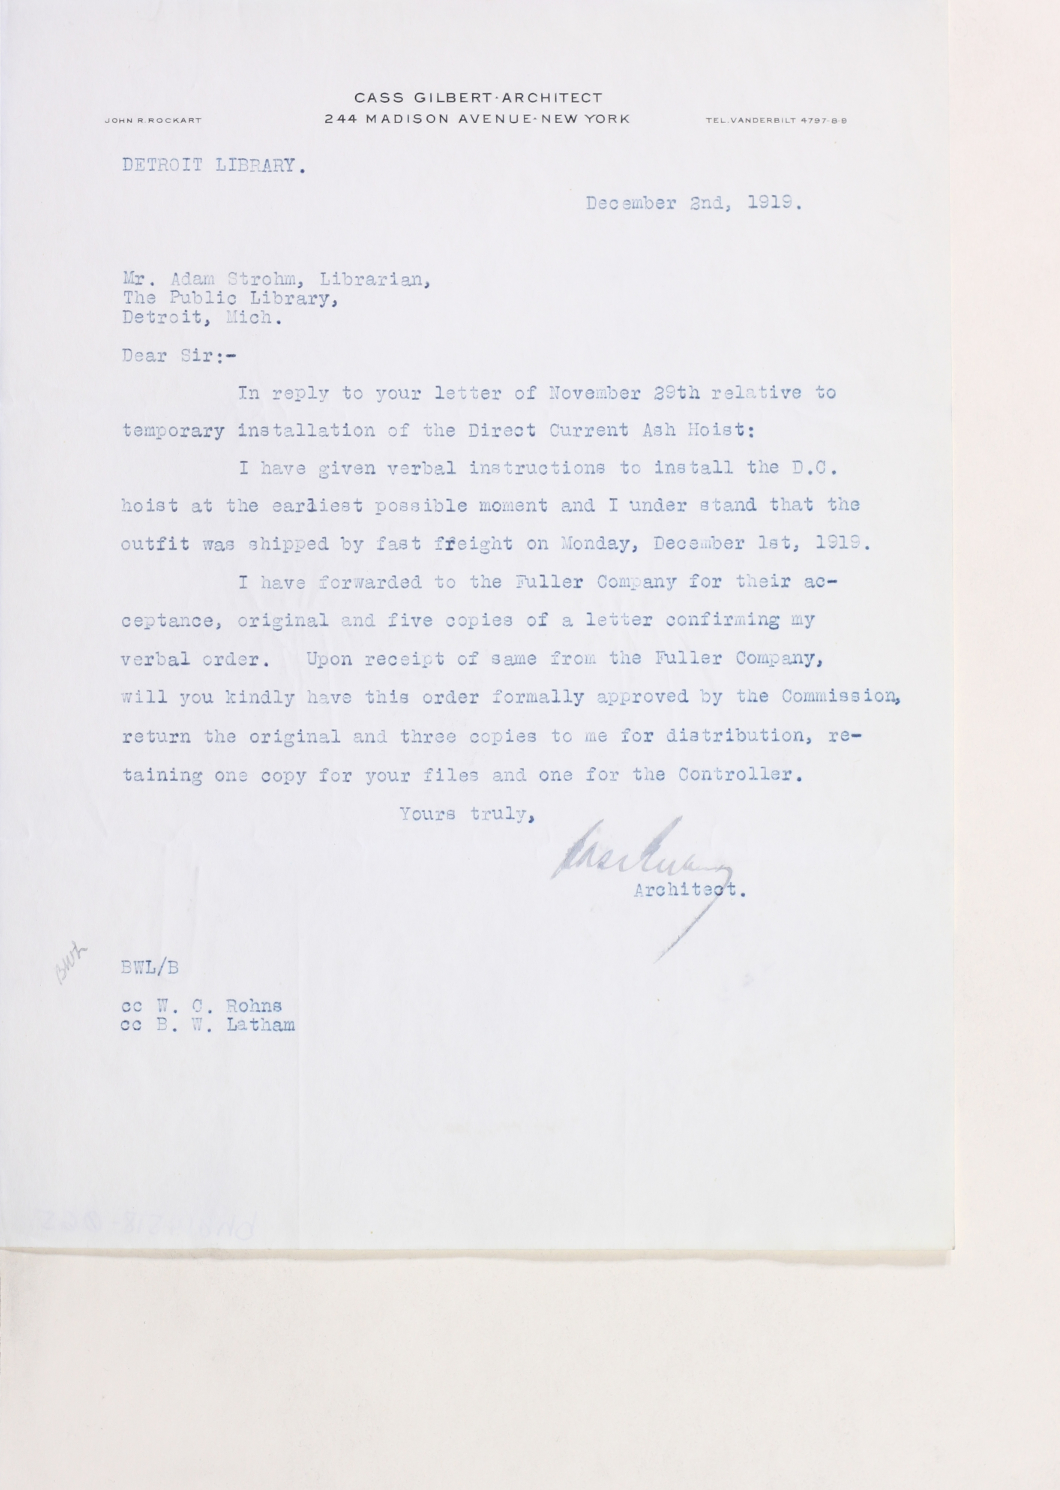 CASS GILBERT·ARCHITECT
JOHN R. ROCKART 244 MADISON AVENUE-NEW YORK TEL. VANDERBILT 4797-8-9
DETROIT LIBRARY.
December 2nd, 1919.
Mr. Adam Strohm, Librarian,
The Public Library,
Detroit, Mich.
Dear Sir:-
In reply to your letter of November 29th relative to
temporary installation of the Direct Current Ash Hoist:
I have given verbal instructions to install the D.C.
hoist at the earliest possible moment and I under stand that the
outfit was shipped by fast freight on Monday, December 1st, 1919.
I have forwarded to the Fuller Company for their ac-
ceptance, original and five copies of a letter confirming my
verbal order. Upon receipt of same from the Fuller Company,
will you kindly have this order formally approved by the Commission,
return the original and three copies to me for distribution, re-
taining one copy for your files and one for the Controller.
Yours truly,
Architect.
BWL
BWL/B
cc W. C. Rohns
cc B. W. Latham